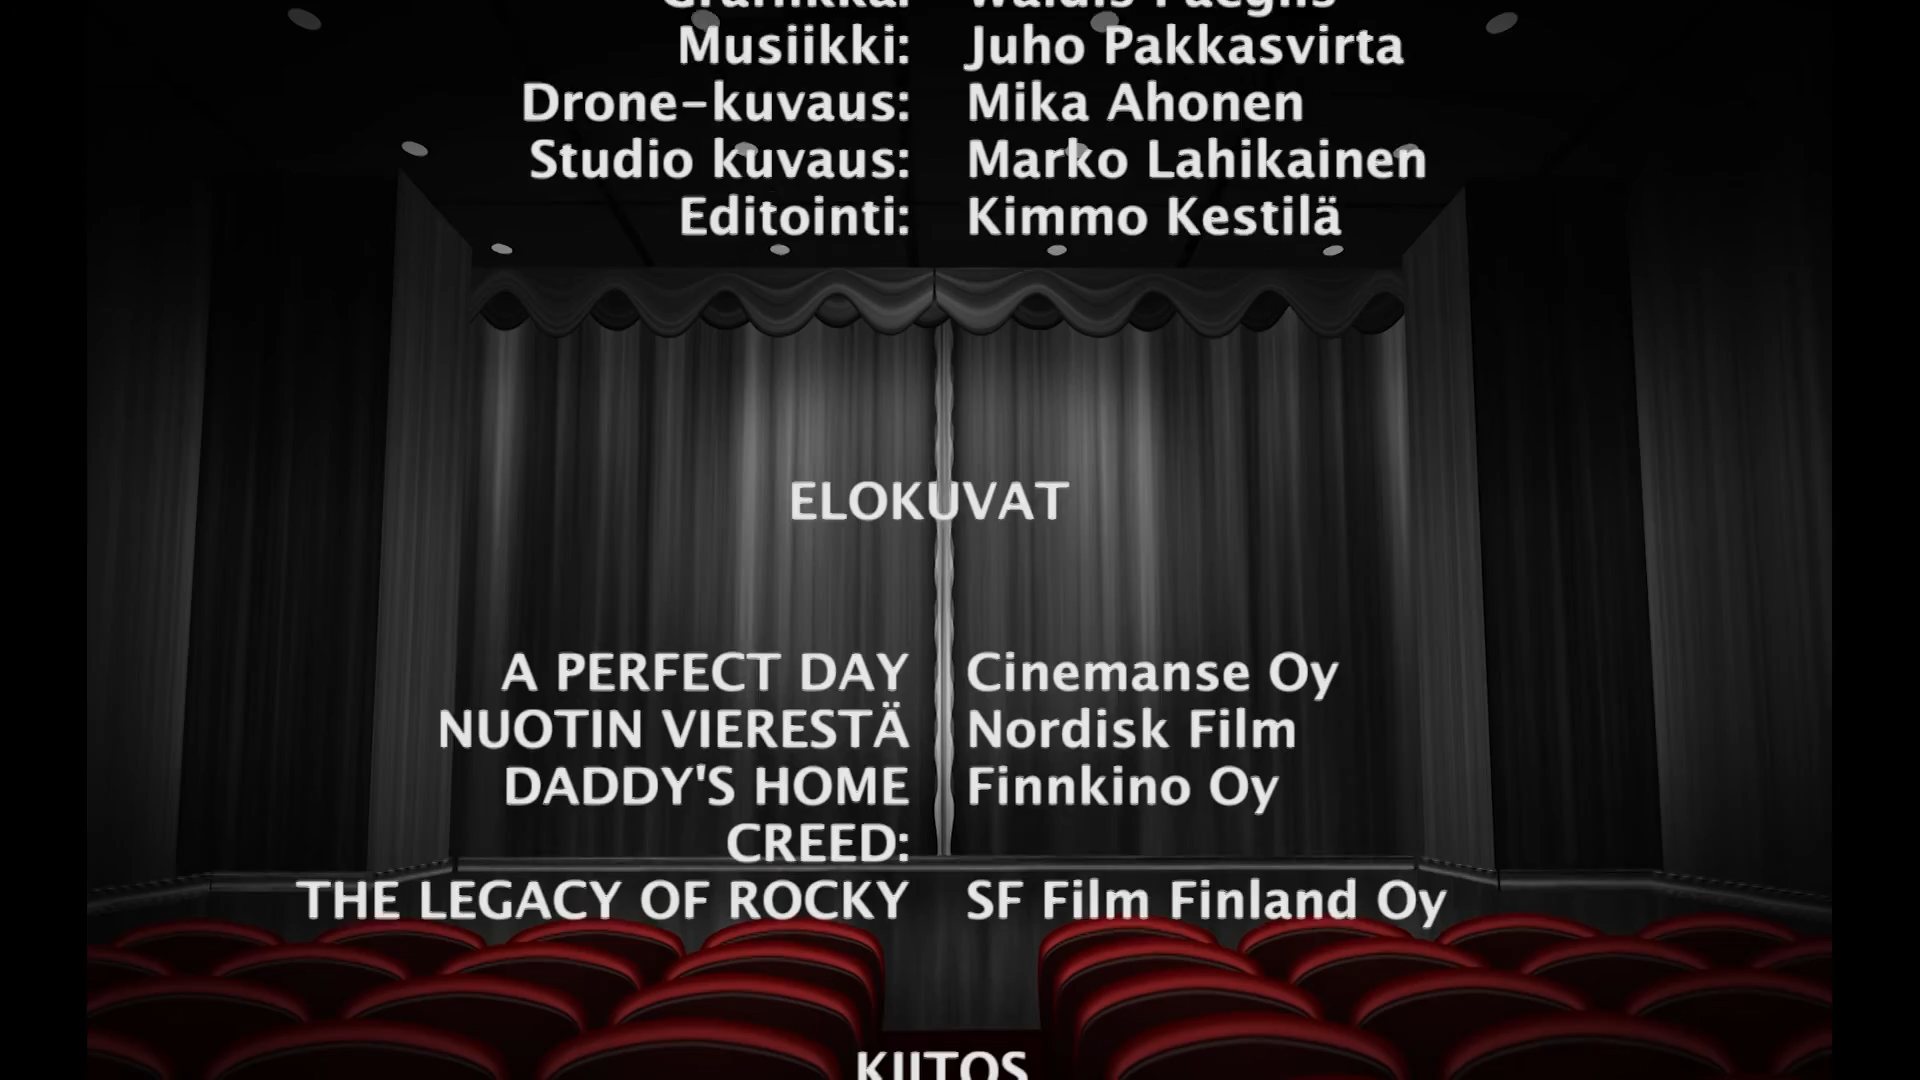 Musiikki: Juho Pakkasvirta
Drone-kuvaus: Mika Ahonen
Studio kuvaus: Marko Lahikainen
Editointi: Kimmo Kestilä
ELOKUVAT
A PERFECT DAY Cinemanse Oy
NUOTIN VIERESTÄ Nordisk Film
DADDY'S HOME Finnkino Oy
CREED:
THE LEGACY OF ROCKY SF Film Finland Oy
KIITOS